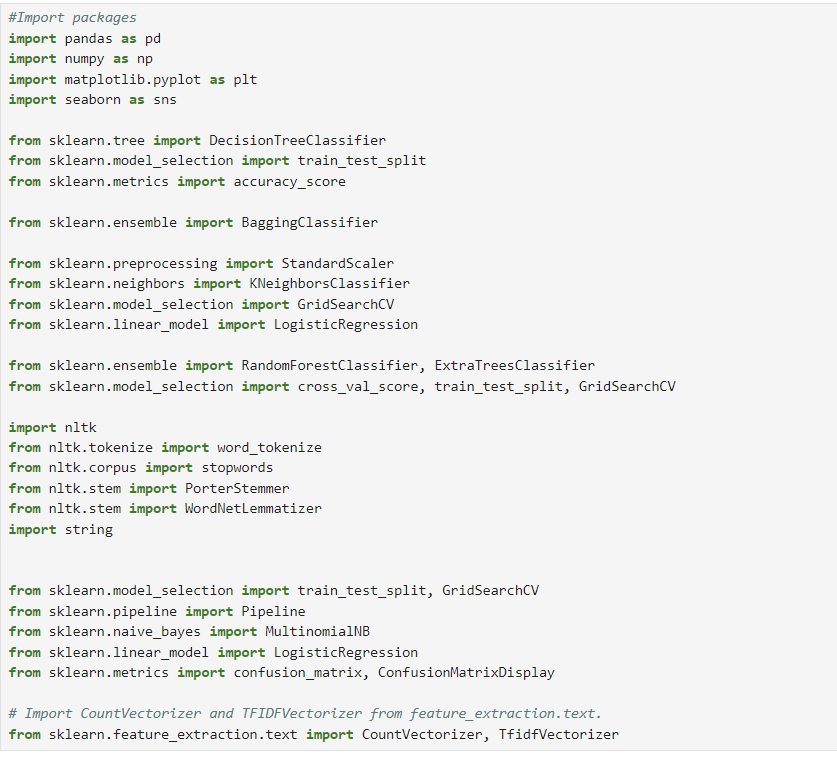 #Import packages
import pandas as pd
import numpy as np
import matplotlib.pyplot as plt
import seaborn as sns
from sklearn.tree import DecisionTreeClassifier
from sklearn.model_selection import train_test_split
from sklearn.metrics import accuracy_score
from sklearn.ensemble import BaggingClassifier
from sklearn.preprocessing import StandardScaler
from sklearn.neighbors import KNeighborsClassifier
from sklearn.model_selection import GridSearchCV
from sklearn.linear_model import LogisticRegression
from sklearn.ensemble import RandomForestClassifier, ExtraTreesClassifier
from sklearn.model_selection import cross_val_score, train_test_split, GridSearchCV
import nltk
from nltk.tokenize import word_tokenize
from nltk.corpus import stopwords
from nltk.stem import PorterStemmer
from nltk.stem import WordNetLemmatizer
import string
from sklearn.model_selection import train_test_split, GridSearchCV
from sklearn.pipeline import Pipeline
from sklearn.naive_bayes import MultinomialNB
from sklearn.linear_model import LogisticRegression
from sklearn.metrics import confusion_matrix, ConfusionMatrixDisplay
# Import CountVectorizer and TFIDFVectorizer from feature_extraction.text.
from sklearn.feature_extraction.text import CountVectorizer, TfidfVectorizer